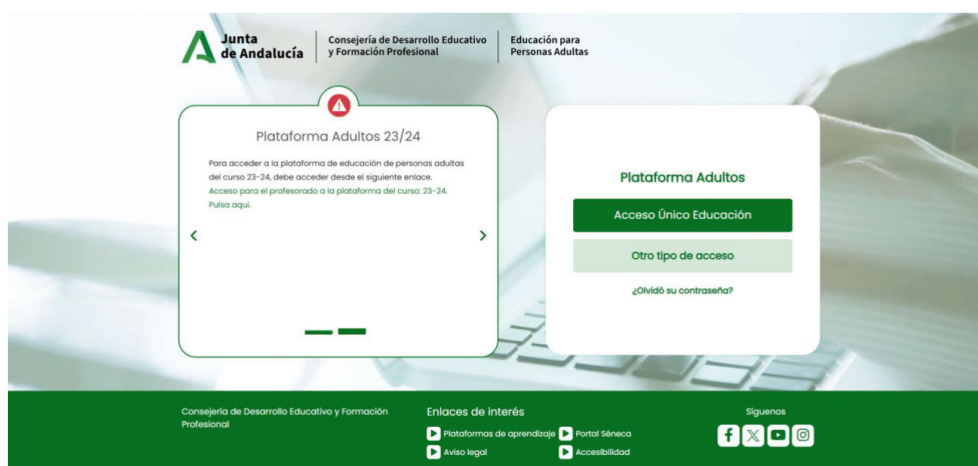 Junta
de Andalucía
Consejería de Desarrollo Educativo
y Formación Profesional
Educación para
Personas Adultas
Plataforma Adultos 23/24
Para acceder a la plataforma de educación de personas adultas
del curso 23-24, debe acceder desde el siguiente enlace.
Acceso para el profesorado a la plataforma del curso: 23-24.
Pulsa aquí.
Plataforma Adultos
Acceso Único Educación
Otro tipo de acceso
¿Olvidó su contraseña?
Consejería de Desarrollo Educativo y Formación
Profesional
Enlaces de interés
Plataformas de aprendizaje
Portal Séneca
Aviso legal
Accesibilidad
Síguenos